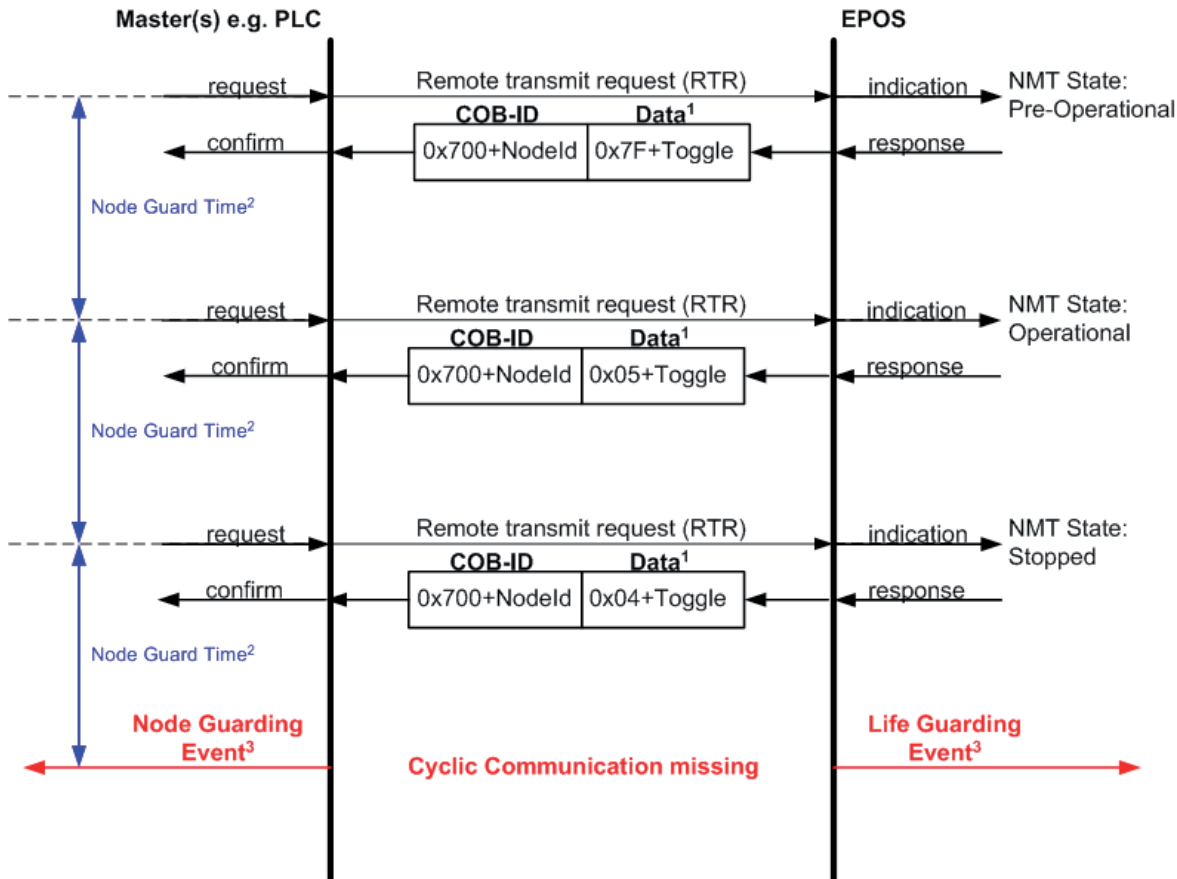 Master(s) e.g. PLC
EPOS
request
Remote transmit request (RTR)
indication
NMT State:
Pre-Operational
COB-ID
Data¹
confirm
0x700+NodeId
0x7F+Toggle
response
Node Guard Time²
request
Remote transmit request (RTR)
indication
NMT State:
Operational
COB-ID
Data¹
confirm
0x700+NodeId
0x05+Toggle
response
Node Guard Time²
request
Remote transmit request (RTR)
indication
NMT State:
Stopped
COB-ID
Data¹
confirm
0x700+NodeId
0x04+Toggle
response
Node Guard Time²
Node Guarding
Event³
Cyclic Communication missing
Life Guarding
Event³